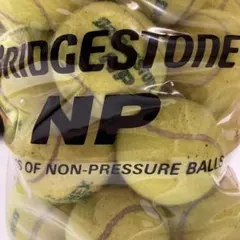 BRIDGESTONE
NP
S OF NON-PRESSURE BALLS